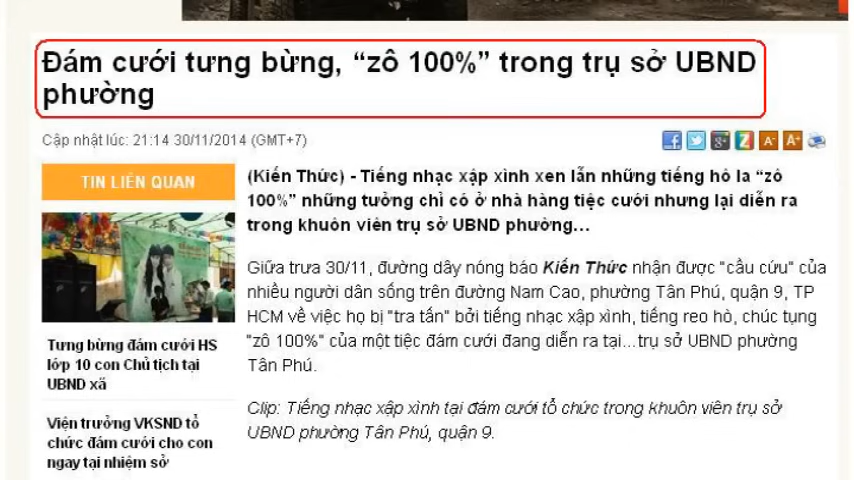 Đám cưới tưng bừng, “zô 100%” trong trụ sở UBND
phường
Cập nhật lúc: 21:14 30/11/2014 (GMT+7)
A- A+
TIN LIÊN QUAN
(Kiến Thức) - Tiếng nhạc xập xình xen lẫn những tiếng hò la “zô
100%” những tưởng chỉ có ở nhà hàng tiệc cưới nhưng lại diễn ra
trong khuôn viên trụ sở UBND phường...
Giữa trưa 30/11, đường dây nóng báo Kiến Thức nhận được "cầu cứu" của
nhiều người dân sống trên đường Nam Cao, phường Tân Phú, quận 9, TP
HCM về việc họ bị "tra tấn" bởi tiếng nhạc xập xình, tiếng reo hò, chúc tụng
"zô 100%" của một tiệc đám cưới đang diễn ra tại...trụ sở UBND phường
Tân Phú.
Clip: Tiếng nhạc xập xình tại đám cưới tổ chức trong khuôn viên trụ sở
UBND phường Tân Phú, quận 9.
Tưng bừng đám cưới HS
lớp 10 con Chủ tịch tại
UBND xã
Viện trưởng VKSND tổ
chức đám cưới cho con
ngay tại nhiệm sở